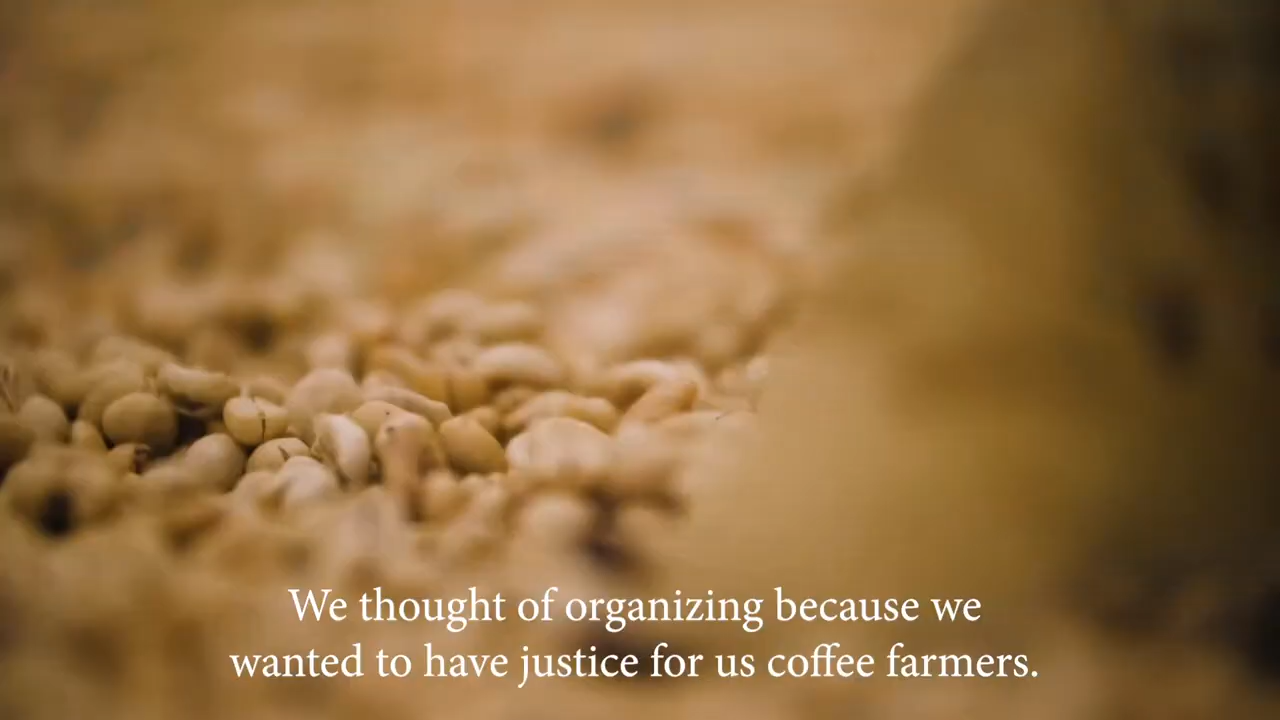 We thought of organizing because we
wanted to have justice for us coffee farmers.